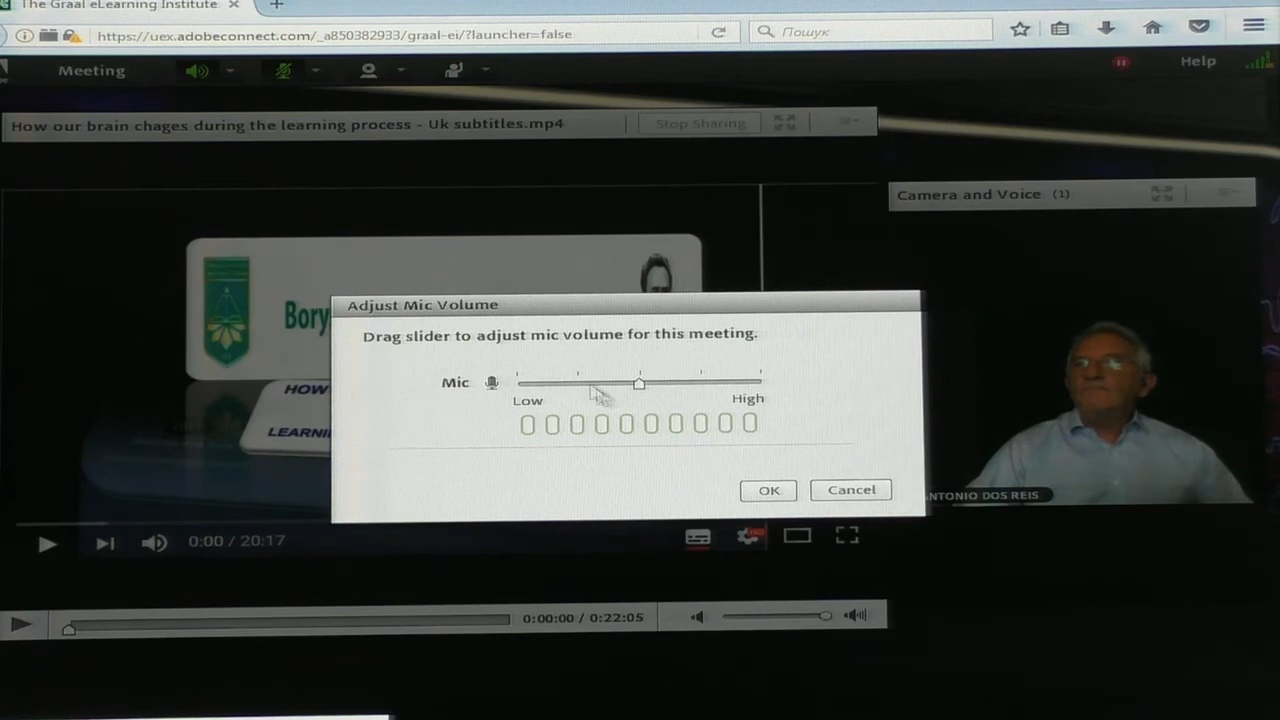 The Graal eLearning Institute
https://uex.adobeconnect.com/_a850382933/graal-ei/?launcher=false
Пошук
Meeting
Help
How our brain chages during the learning process - Uk subtitles.mp4
Stop Sharing
Camera and Voice (1)
Bory
HOW
LEARNI
Adjust Mic Volume
Drag slider to adjust mic volume for this meeting.
Mic
Low
High
OK
Cancel
ANTONIO DOS REIS
0:00 / 20:17
HD
0:00:00 / 0:22:05